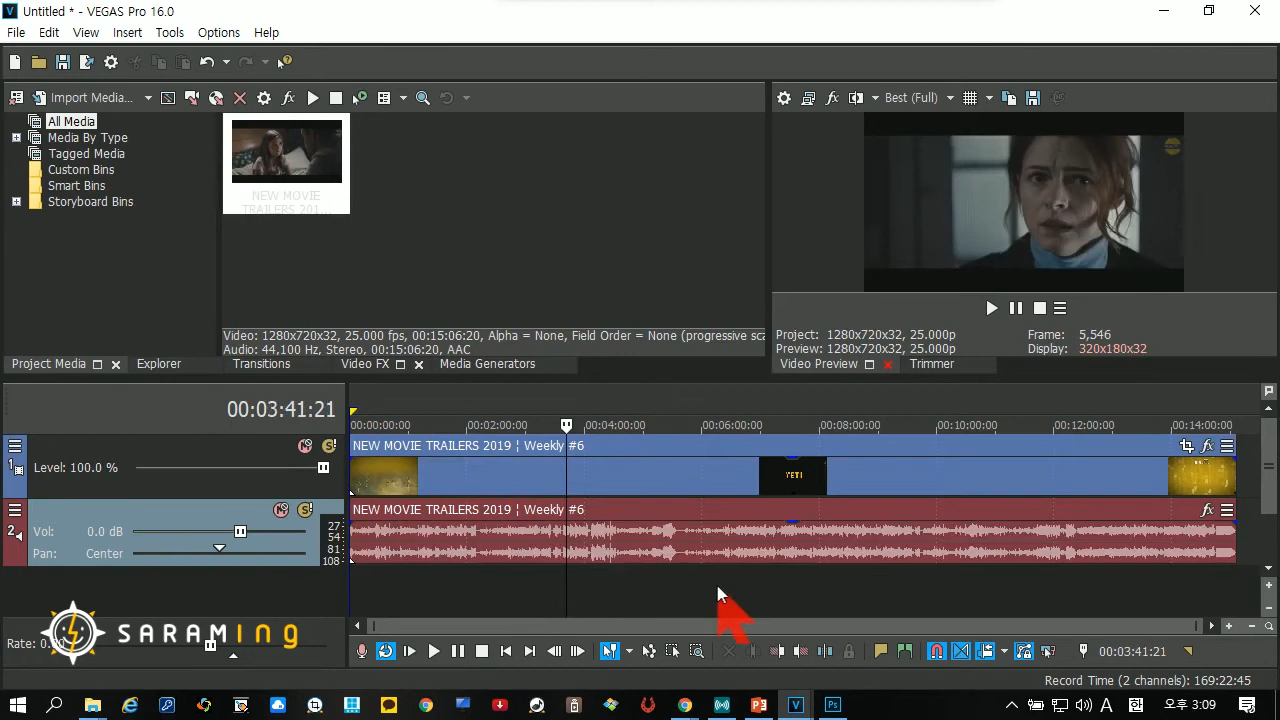 Untitled * - VEGAS Pro 16.0
File Edit View Insert Tools Options Help
Import Media...
Best (Full)
All Media
Media By Type
Tagged Media
Custom Bins
Smart Bins
Storyboard Bins
NEW MOVIE
TRAILERS 201...
Video: 1280x720x32, 25.000 fps, 00:15:06:20, Alpha = None, Field Order = None (progressive sca
Audio: 44,100 Hz, Stereo, 00:15:06:20, AAC
Project: 1280x720x32, 25.000p
Frame: 5,546
Preview: 1280x720x32, 25.000p
Display: 320x180x32
Project Media Explorer Transitions Video FX Media Generators
Video Preview Trimmer
00:03:41:21
00:00:00:00 00:02:00:00 00:04:00:00 00:06:00:00 00:08:00:00 00:10:00:00 00:12:00:00 00:14:00:00
1
M S
NEW MOVIE TRAILERS 2019 ¦ Weekly #6
Level: 100.0 %
YETI
2
M S
NEW MOVIE TRAILERS 2019 ¦ Weekly #6
Vol: 0.0 dB
Pan: Center
27
54
81
108
SARAMING
00:03:41:21
Record Time (2 channels): 169:22:45
A 한 오후 3:09